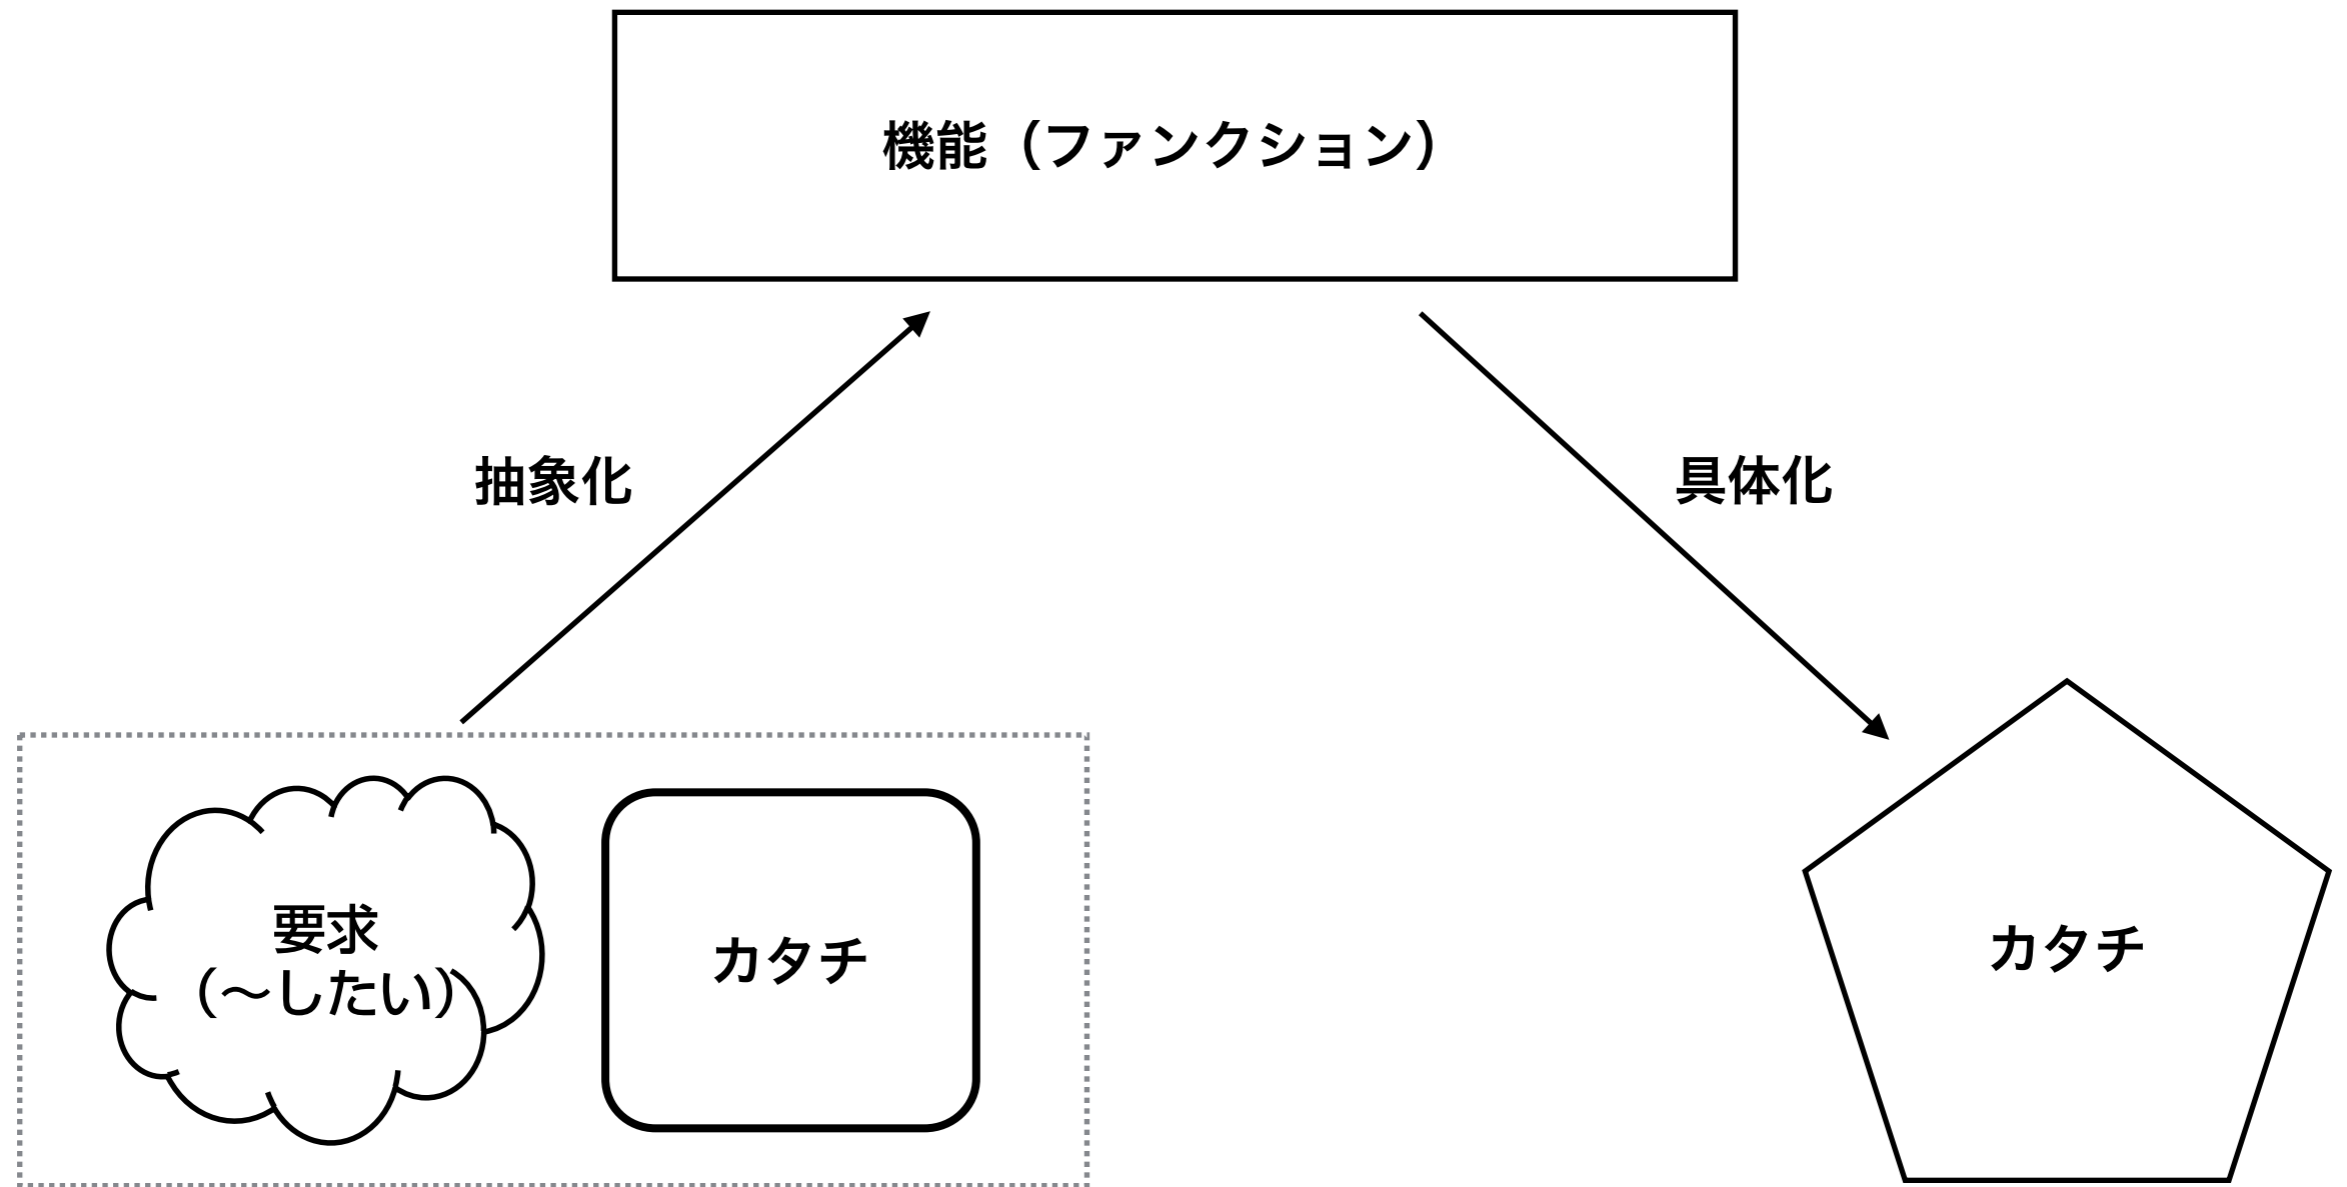 機能（ファンクション）
抽象化
具体化
要求
（〜したい）
カタチ
カタチ